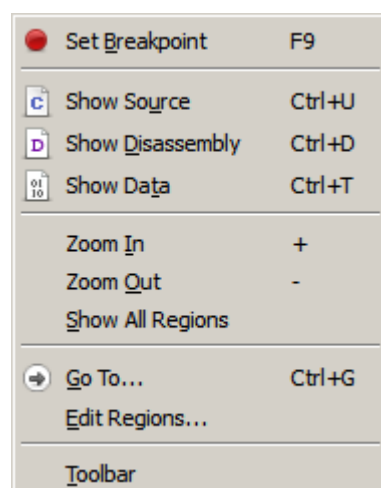 Set Breakpoint F9
Show Source Ctrl+U
Show Disassembly Ctrl+D
Show Data Ctrl+T
Zoom In +
Zoom Out -
Show All Regions
Go To... Ctrl+G
Edit Regions...
Toolbar